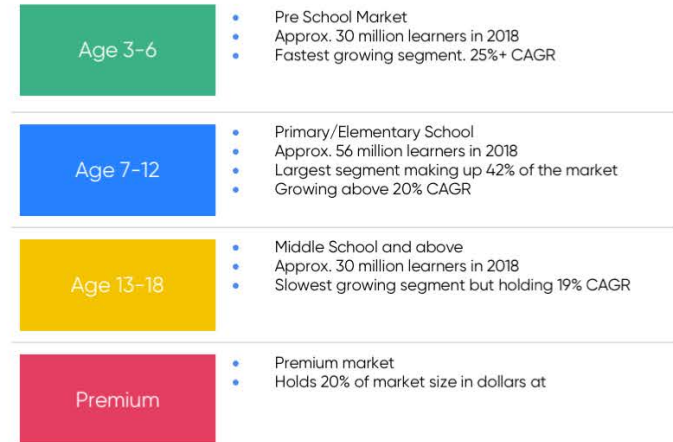 Age 3-6
Pre School Market
Approx. 30 million learners in 2018
Fastest growing segment. 25%+ CAGR
Age 7-12
Primary/Elementary School
Approx. 56 million learners in 2018
Largest segment making up 42% of the market
Growing above 20% CAGR
Age 13-18
Middle School and above
Approx. 30 million learners in 2018
Slowest growing segment but holding 19% CAGR
Premium
Premium market
Holds 20% of market size in dollars at